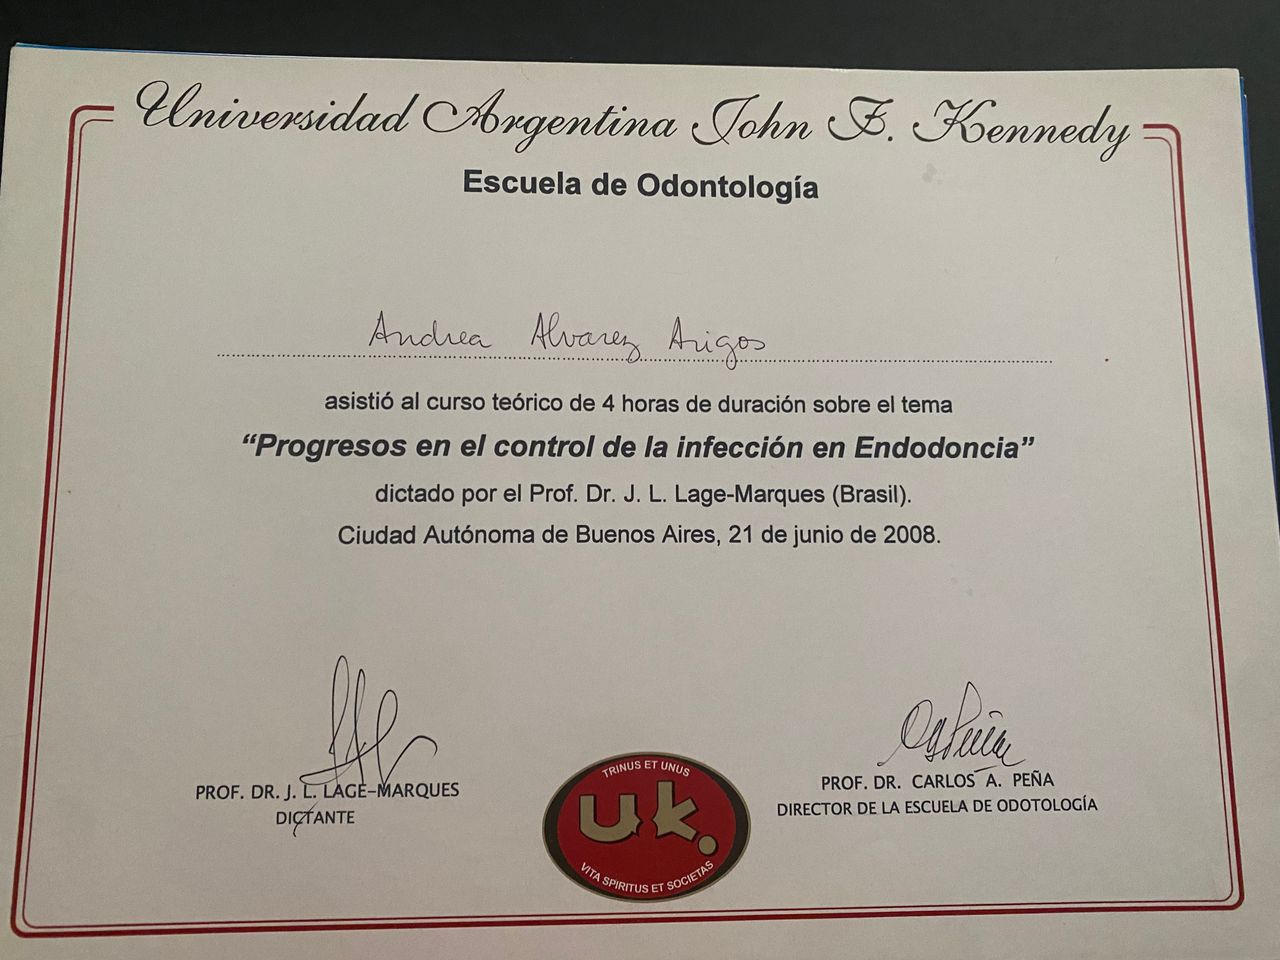 Universidad Argentina John F. Kennedy
Escuela de Odontología
Andrea Alvarez Arigos
asistió al curso teórico de 4 horas de duración sobre el tema
“Progresos en el control de la infección en Endodoncia”
dictado por el Prof. Dr. J. L. Lage-Marques (Brasil).
Ciudad Autónoma de Buenos Aires, 21 de junio de 2008.
PROF. DR. J. L. LAGE-MARQUES
DICTANTE
PROF. DR. CARLOS A. PEÑA
DIRECTOR DE LA ESCUELA DE ODOTOLOGÍA
TRINUS ET UNUS
uk.
VITA SPIRITUS ET SOCIETAS